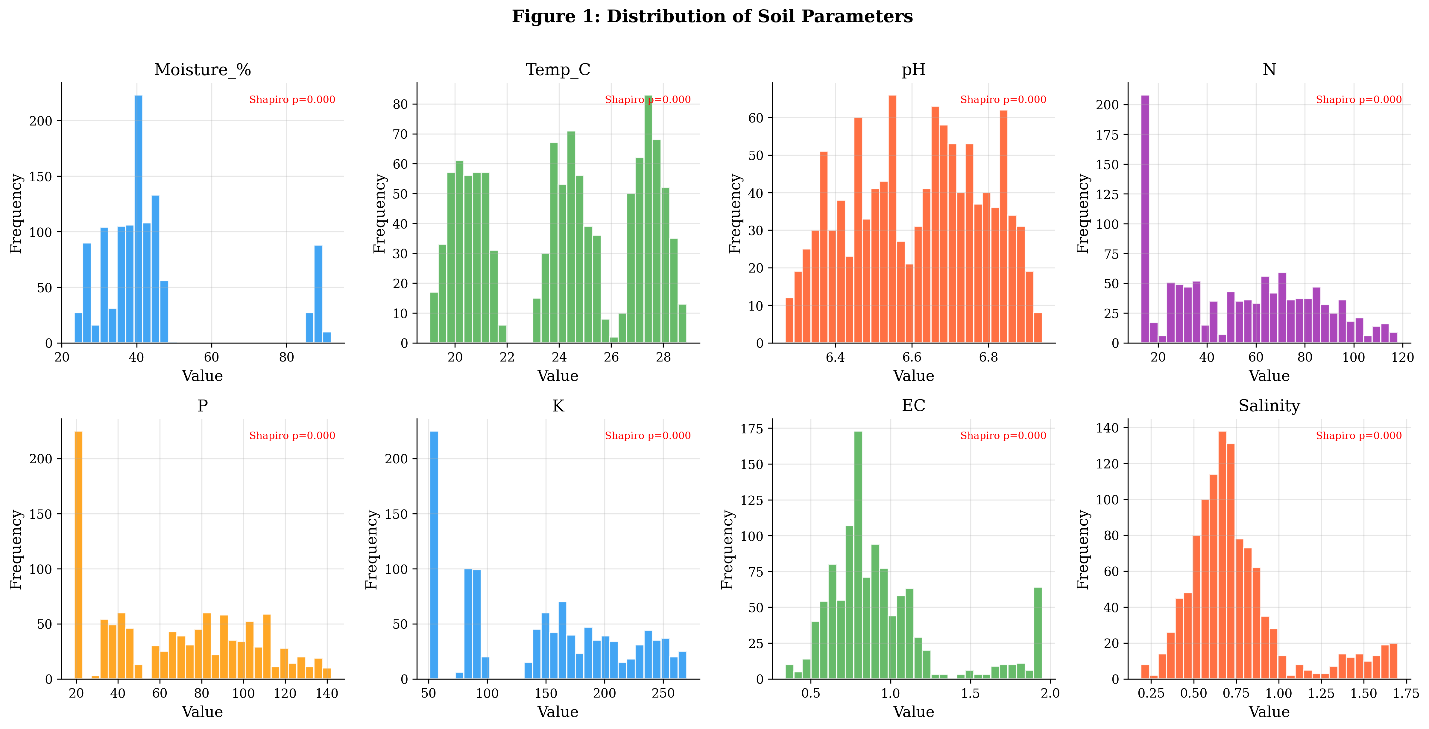 Figure 1: Distribution of Soil Parameters
Moisture_%
Shapiro p=0.000
Frequency
200
150
100
50
0
20 40 60 80
Value
Temp_C
Shapiro p=0.000
Frequency
80
70
60
50
40
30
20
10
0
20 22 24 26 28
Value
pH
Shapiro p=0.000
Frequency
60
50
40
30
20
10
0
6.4 6.6 6.8
Value
N
Shapiro p=0.000
Frequency
200
175
150
125
100
75
50
25
0
20 40 60 80 100 120
Value
P
Shapiro p=0.000
Frequency
200
150
100
50
0
20 40 60 80 100 120 140
Value
K
Shapiro p=0.000
Frequency
200
150
100
50
0
50 100 150 200 250
Value
EC
Shapiro p=0.000
Frequency
175
150
125
100
75
50
25
0
0.5 1.0 1.5 2.0
Value
Salinity
Shapiro p=0.000
Frequency
140
120
100
80
60
40
20
0
0.25 0.50 0.75 1.00 1.25 1.50 1.75
Value